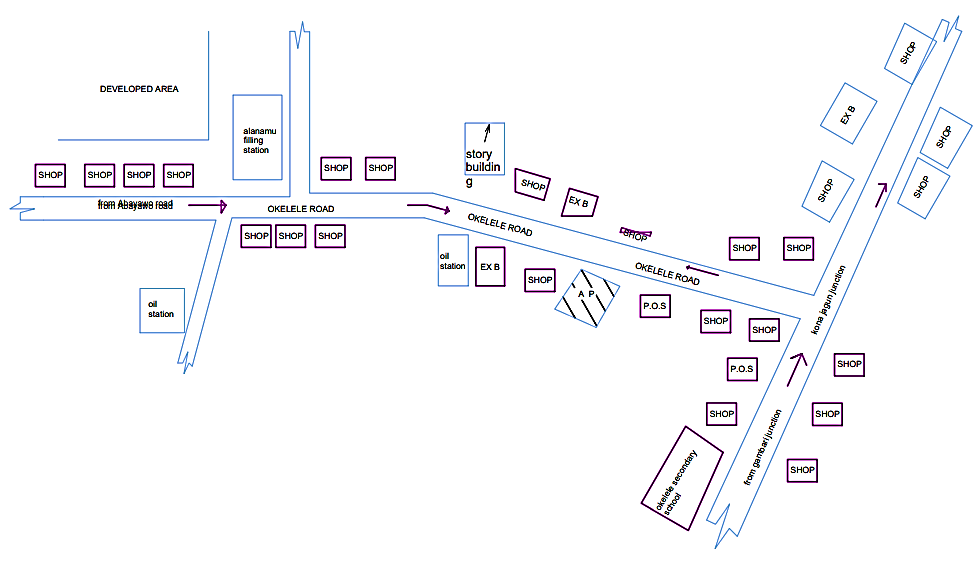 SHOP
DEVELOPED AREA
EX B
alanamu
filling
station
SHOP
story
buildin
g
SHOP
SHOP
SHOP
SHOP
SHOP
SHOP
SHOP
SHOP
EX B
SHOP
SHOP
from Abayawo road
OKELELE ROAD
OKELELE ROAD
SHOP
SHOP
SHOP
SHOP
SHOP
SHOP
oil
station
EX B
OKELELE ROAD
SHOP
A P
oil
station
P.O.S
kona jagun junction
SHOP
SHOP
P.O.S
SHOP
SHOP
SHOP
from gambari junction
okelele secondary
school
SHOP